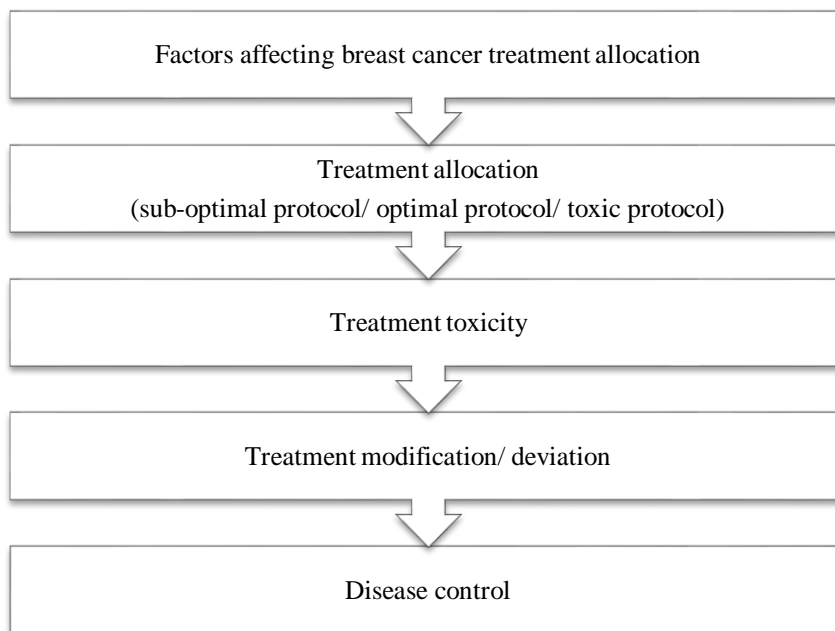 Factors affecting breast cancer treatment allocation
Treatment allocation
(sub-optimal protocol/ optimal protocol/ toxic protocol)
Treatment toxicity
Treatment modification/ deviation
Disease control